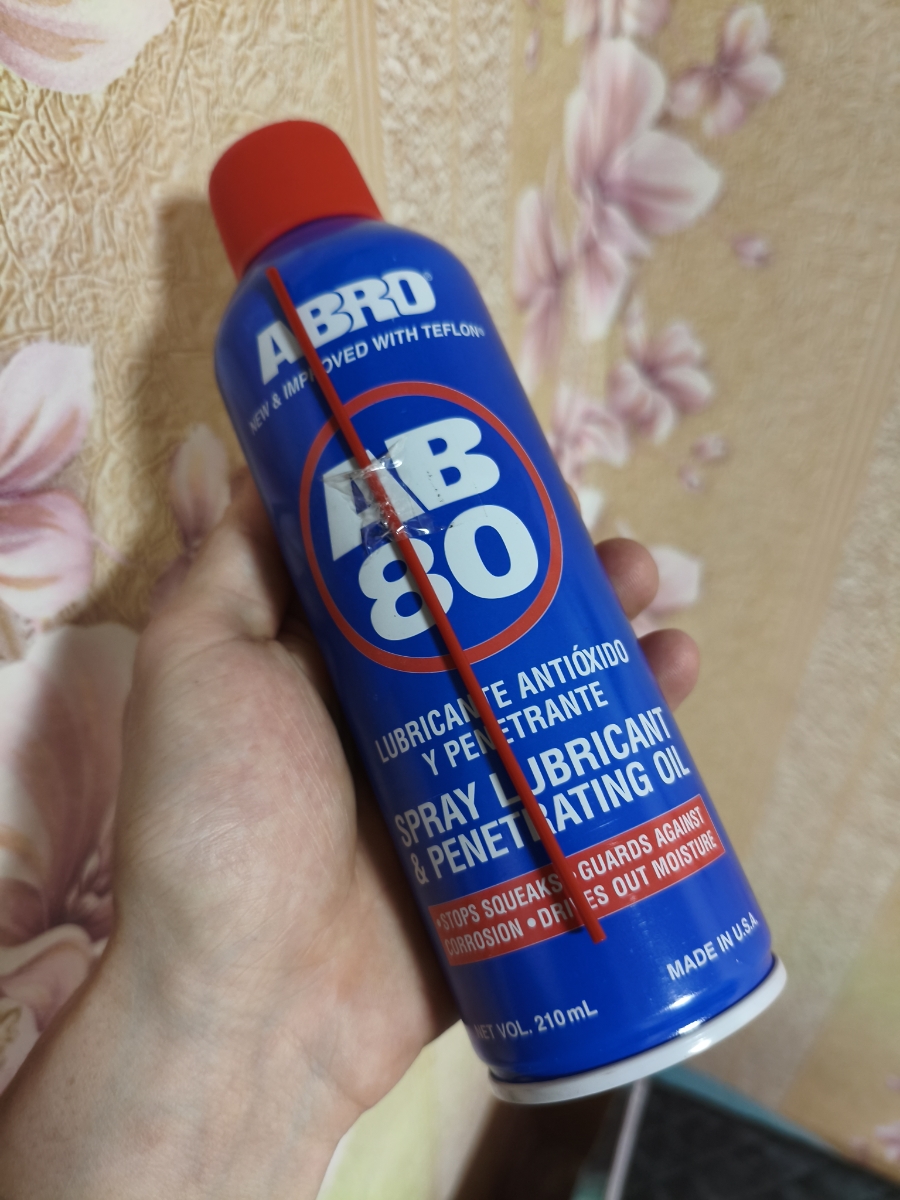 ABRO®
NEW & IMPROVED WITH TEFLON™
AB
80
LUBRICANTE ANTIÓXIDO
Y PENETRANTE
SPRAY LUBRICANT
& PENETRATING OIL
•STOPS SQUEAKS •GUARDS AGAINST
CORROSION •DRIVES OUT MOISTURE
MADE IN U.S.A.
NET VOL. 210 mL